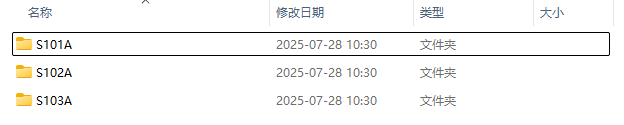 名称 修改日期 类型 大小
S101A 2025-07-28 10:30 文件夹
S102A 2025-07-28 10:30 文件夹
S103A 2025-07-28 10:30 文件夹